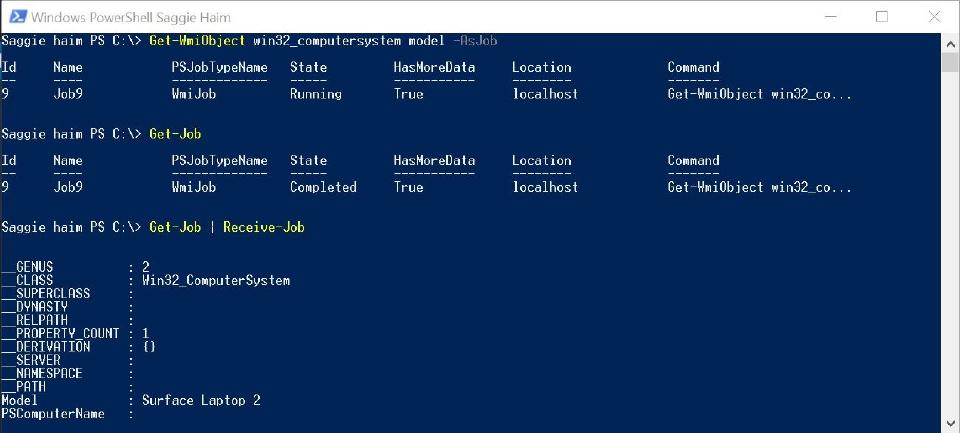 Windows PowerShell Saggie Haim
Saggie haim PS C:\> Get-WmiObject win32_computersystem model -AsJob
Id Name PSJobTypeName State HasMoreData Location Command
-- ---- ------------- ----- ----------- -------- -------
9 Job9 WmiJob Running True localhost Get-WmiObject win32_co...
Saggie haim PS C:\> Get-Job
Id Name PSJobTypeName State HasMoreData Location Command
-- ---- ------------- ----- ----------- -------- -------
9 Job9 WmiJob Completed True localhost Get-WmiObject win32_co...
Saggie haim PS C:\> Get-Job | Receive-Job
__GENUS : 2
__CLASS : Win32_ComputerSystem
__SUPERCLASS :
__DYNASTY :
__RELPATH :
__PROPERTY_COUNT : 1
__DERIVATION : {}
__SERVER :
__NAMESPACE :
__PATH :
Model : Surface Laptop 2
PSComputerName :